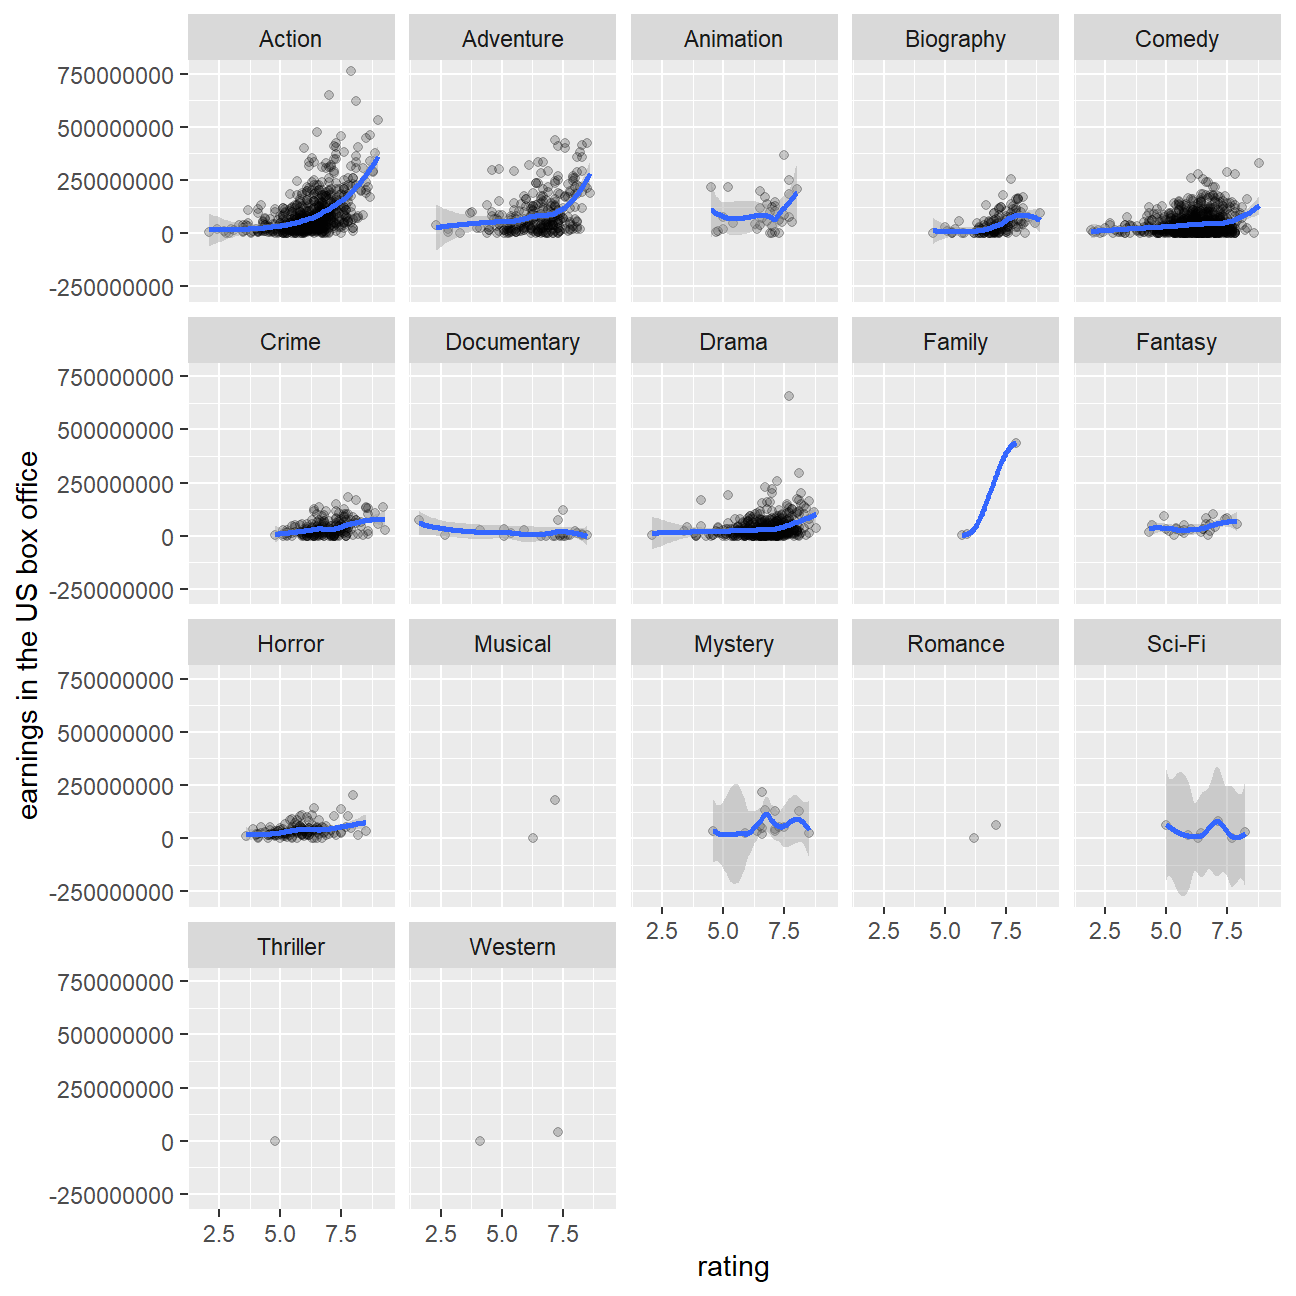 Action Adventure Animation Biography Comedy
750000000
500000000
250000000
0
-250000000
Crime Documentary Drama Family Fantasy
750000000
500000000
250000000
0
-250000000
earnings in the US box office
Horror Musical Mystery Romance Sci-Fi
750000000
500000000
250000000
0
-250000000
2.5 5.0 7.5 2.5 5.0 7.5 2.5 5.0 7.5
Thriller Western
750000000
500000000
250000000
0
-250000000
2.5 5.0 7.5 2.5 5.0 7.5
rating